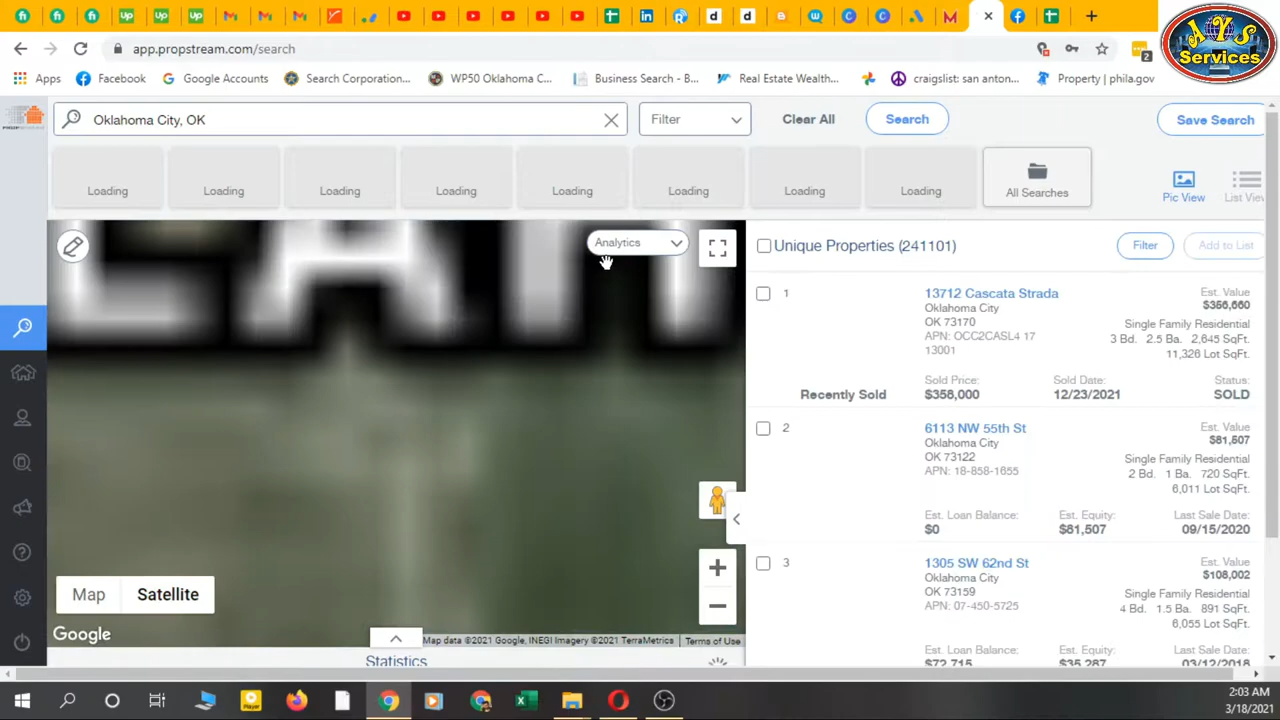 AYS
Services
app.propstream.com/search
2
Apps
Facebook
Google Accounts
Search Corporation...
WP50 Oklahoma C...
Business Search - B...
Real Estate Wealth...
craigslist: san anton...
Property | phila.gov
Oklahoma City, OK
Filter
Clear All
Search
Save Search
Loading
Loading
Loading
Loading
Loading
Loading
Loading
Loading
All Searches
Pic View
List View
Analytics
Unique Properties (241101)
Filter
Add to List
1
13712 Cascata Strada
Oklahoma City
OK 73170
APN: OCC2CASL4 17
13001
Est. Value
$356,660
Single Family Residential
3 Bd. 2.5 Ba. 2,645 SqFt.
11,326 Lot SqFt.
Recently Sold
Sold Price:
$358,000
Sold Date:
12/23/2021
Status:
SOLD
2
6113 NW 55th St
Oklahoma City
OK 73122
APN: 18-858-1655
Est. Value
$81,507
Single Family Residential
2 Bd. 1 Ba. 720 SqFt.
6,011 Lot SqFt.
Est. Loan Balance:
$0
Est. Equity:
$81,507
Last Sale Date:
09/15/2020
3
1305 SW 62nd St
Oklahoma City
OK 73159
APN: 07-450-5725
Est. Value
$108,002
Single Family Residential
4 Bd. 1.5 Ba. 891 SqFt.
6,055 Lot SqFt.
Est. Loan Balance:
$72,715
Est. Equity:
$35,287
Last Sale Date:
03/12/2018
Map
Satellite
Google
Map data ©2021 Google, INEGI Imagery ©2021 TerraMetrics
Terms of Use
Statistics
2:03 AM
3/18/2021